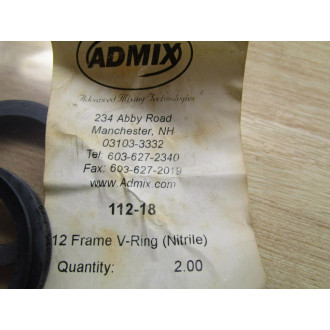 ADMIX
Advanced Mixing Technologies
234 Abby Road
Manchester, NH
03103-3332
Tel: 603-627-2340
Fax: 603-627-2019
www.Admix.com
112-18
12 Frame V-Ring (Nitrile)
Quantity: 2.00